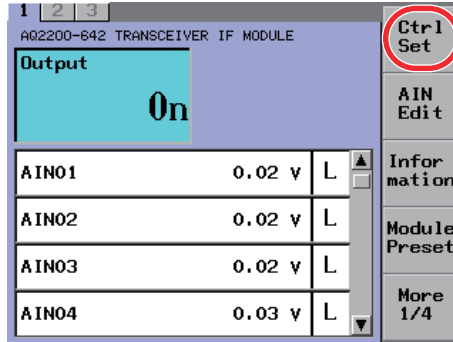 1 2 3
AQ2200-642 TRANSCEIVER IF MODULE
Output
On
AIN01 0.02 V L
AIN02 0.02 V L
AIN03 0.02 V L
AIN04 0.03 V L
Ctrl
Set
AIN
Edit
Infor
mation
Module
Preset
More
1/4